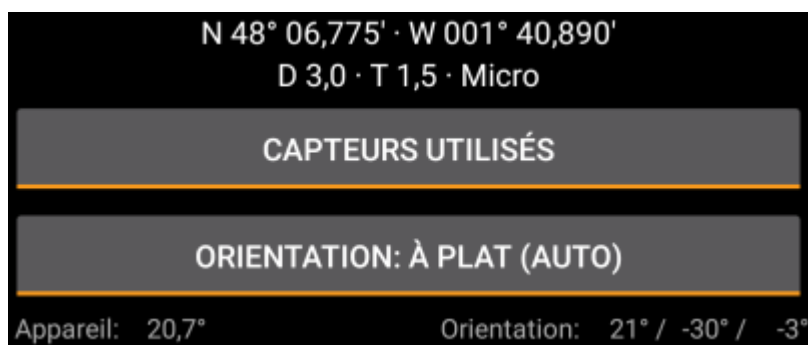 N 48° 06,775' · W 001° 40,890'
D 3,0 · T 1,5 · Micro
CAPTEURS UTILISÉS
ORIENTATION: À PLAT (AUTO)
Appareil: 20,7° Orientation: 21° / -30° / -3°